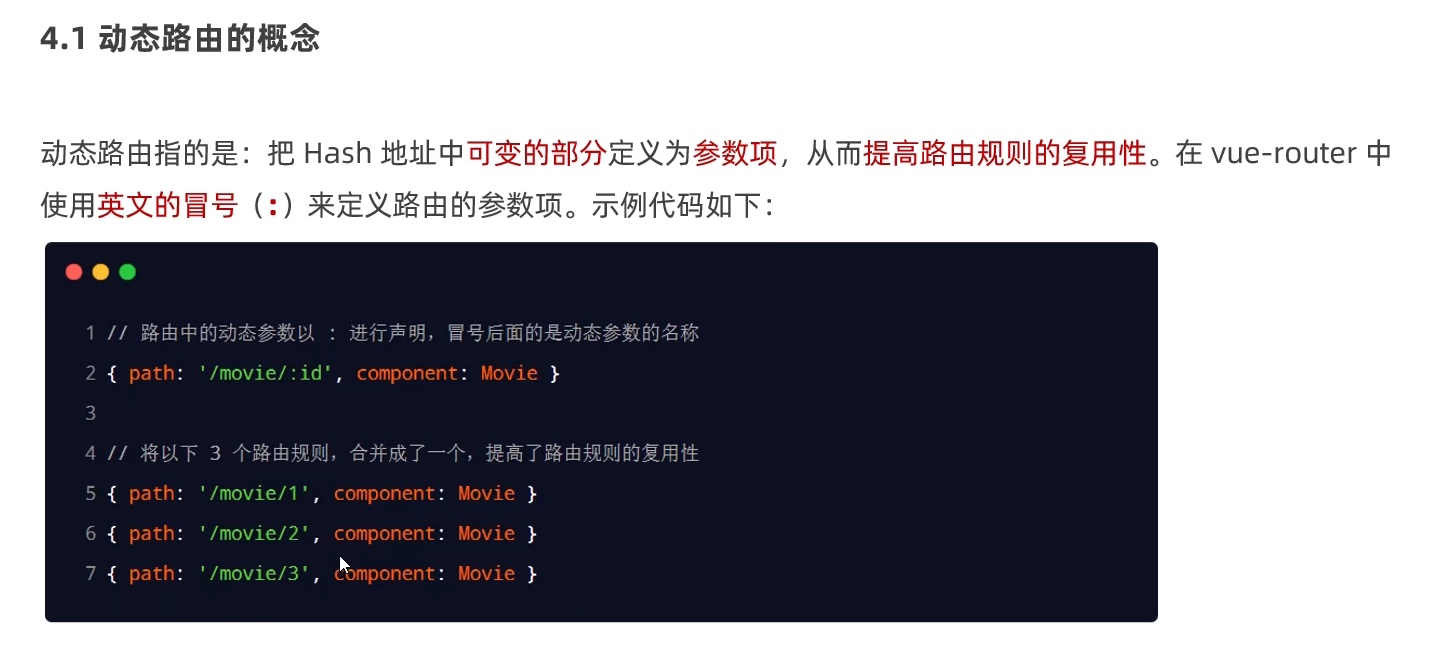 4.1 动态路由的概念
动态路由指的是：把 Hash 地址中可变的部分定义为参数项，从而提高路由规则的复用性。在 vue-router 中
使用英文的冒号（:）来定义路由的参数项。示例代码如下：
1 // 路由中的动态参数以 : 进行声明，冒号后面的是动态参数的名称
2 { path: '/movie/:id', component: Movie }
3
4 // 将以下 3 个路由规则，合并成了一个，提高了路由规则的复用性
5 { path: '/movie/1', component: Movie }
6 { path: '/movie/2', component: Movie }
7 { path: '/movie/3', component: Movie }